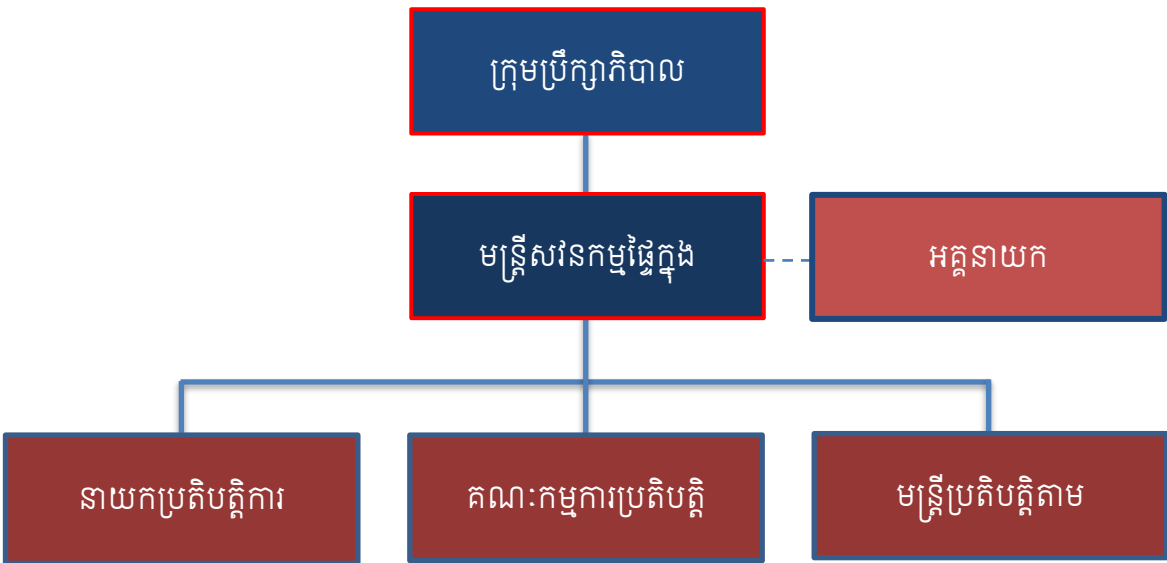 ក្រុមប្រឹក្សាភិបាល
មន្ត្រីសវនកម្មផ្ទៃក្នុង
អគ្គនាយក
នាយកប្រតិបត្តិការ
គណៈកម្មការប្រតិបត្តិ
មន្ត្រីប្រតិបត្តិតាម